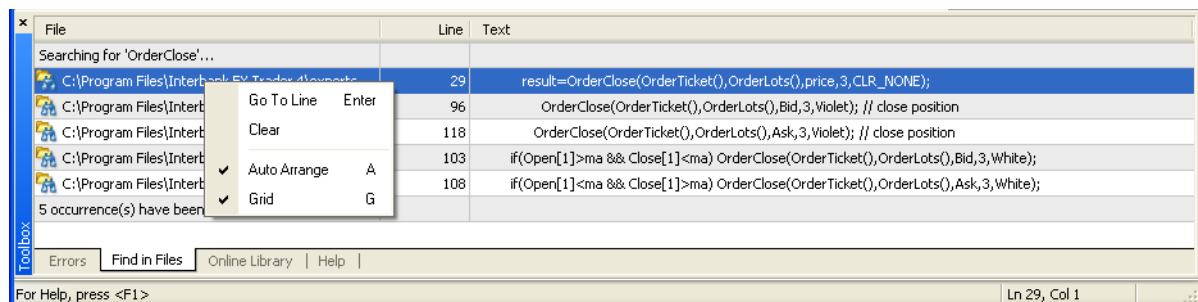 × File Line Text
Searching for 'OrderClose'...
C:\Program Files\Interbank FX Trader 4\experts 29 result=OrderClose(OrderTicket(),OrderLots(),price,3,CLR_NONE);
C:\Program Files\Interb Go To Line Enter 96 OrderClose(OrderTicket(),OrderLots(),Bid,3,Violet); // close position
C:\Program Files\Interb Clear 118 OrderClose(OrderTicket(),OrderLots(),Ask,3,Violet); // close position
C:\Program Files\Interb ✔ Auto Arrange A 103 if(Open[1]>ma && Close[1]<ma) OrderClose(OrderTicket(),OrderLots(),Bid,3,White);
C:\Program Files\Interb ✔ Grid G 108 if(Open[1]<ma && Close[1]>ma) OrderClose(OrderTicket(),OrderLots(),Ask,3,White);
5 occurrence(s) have been
Toolbox
Errors Find in Files Online Library | Help |
For Help, press <F1> Ln 29, Col 1